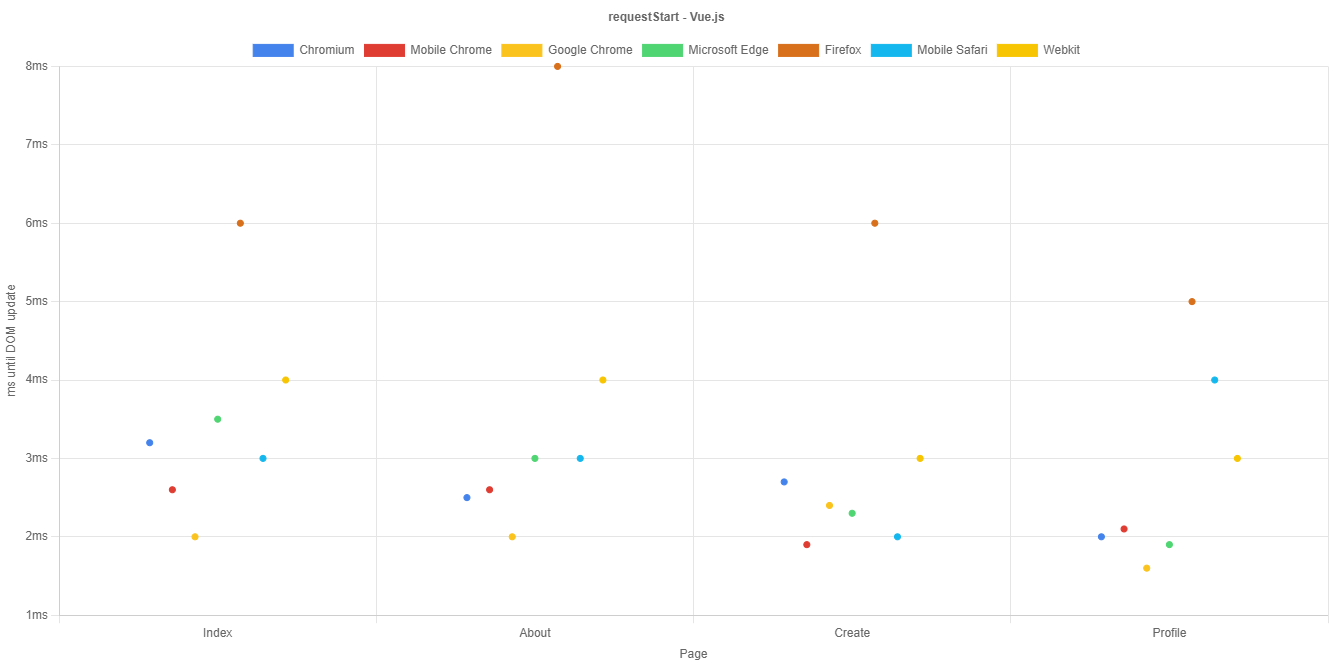 requestStart - Vue.js
Chromium Mobile Chrome Google Chrome Microsoft Edge Firefox Mobile Safari Webkit
8ms
7ms
6ms
5ms
4ms
3ms
2ms
1ms
ms until DOM update
Index About Create Profile
Page